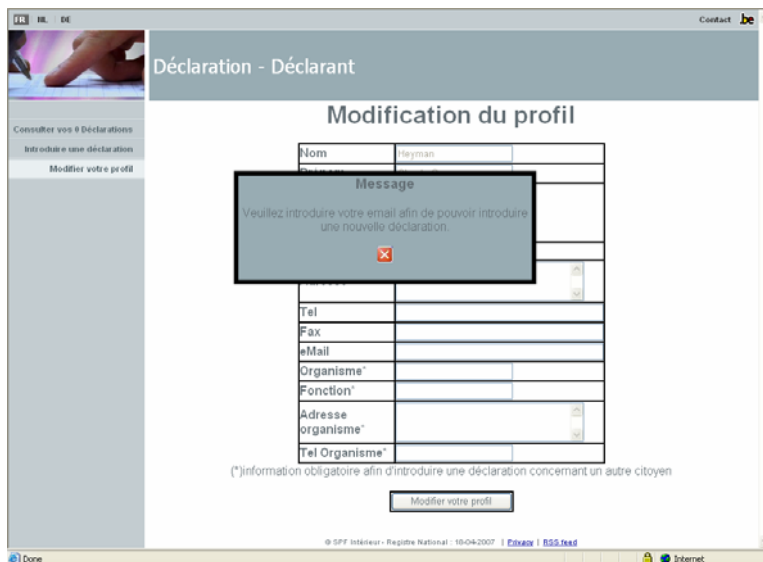 FR NL DE
Contact .be
Déclaration - Déclarant
Consulter vos 0 Déclarations
Introduire une déclaration
Modifier votre profil
Modification du profil
Nom Heyman
Message
Veuillez introduire votre email afin de pouvoir introduire
une nouvelle déclaration.
Tel
Fax
eMail
Organisme*
Fonction*
Adresse
organisme*
Tel Organisme*
(*)information obligatoire afin d'introduire une déclaration concernant un autre citoyen
Modifier votre profil
© SPF Intérieur - Registre National : 18-04-2007 | Privacy | RSS feed
Done Internet